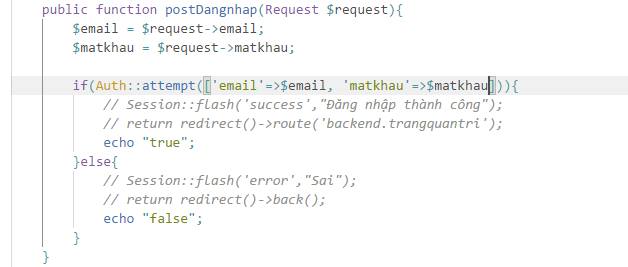 public function postDangnhap(Request $request){
$email = $request->email;
$matkhau = $request->matkhau;
if(Auth::attempt(['email'=>$email, 'matkhau'=>$matkhau])){
// Session::flash('success',"Đăng nhập thành công");
// return redirect()->route('backend.trangquantri');
echo "true";
}else{
// Session::flash('error',"Sai");
// return redirect()->back();
echo "false";
}
}